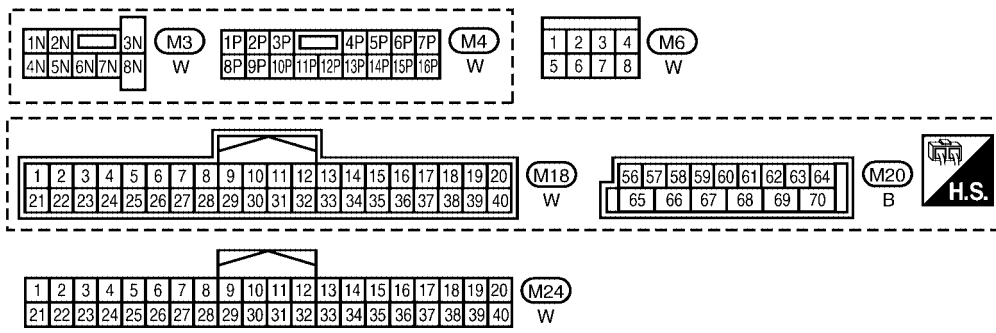 1N 2N 3N M3
4N 5N 6N 7N 8N W
1P 2P 3P 4P 5P 6P 7P M4
8P 9P 10P 11P 12P 13P 14P 15P 16P W
1 2 3 4 M6
5 6 7 8 W
1 2 3 4 5 6 7 8 9 10 11 12 13 14 15 16 17 18 19 20 M18
21 22 23 24 25 26 27 28 29 30 31 32 33 34 35 36 37 38 39 40 W
56 57 58 59 60 61 62 63 64 M20
65 66 67 68 69 70 B
H.S.
1 2 3 4 5 6 7 8 9 10 11 12 13 14 15 16 17 18 19 20 M24
21 22 23 24 25 26 27 28 29 30 31 32 33 34 35 36 37 38 39 40 W